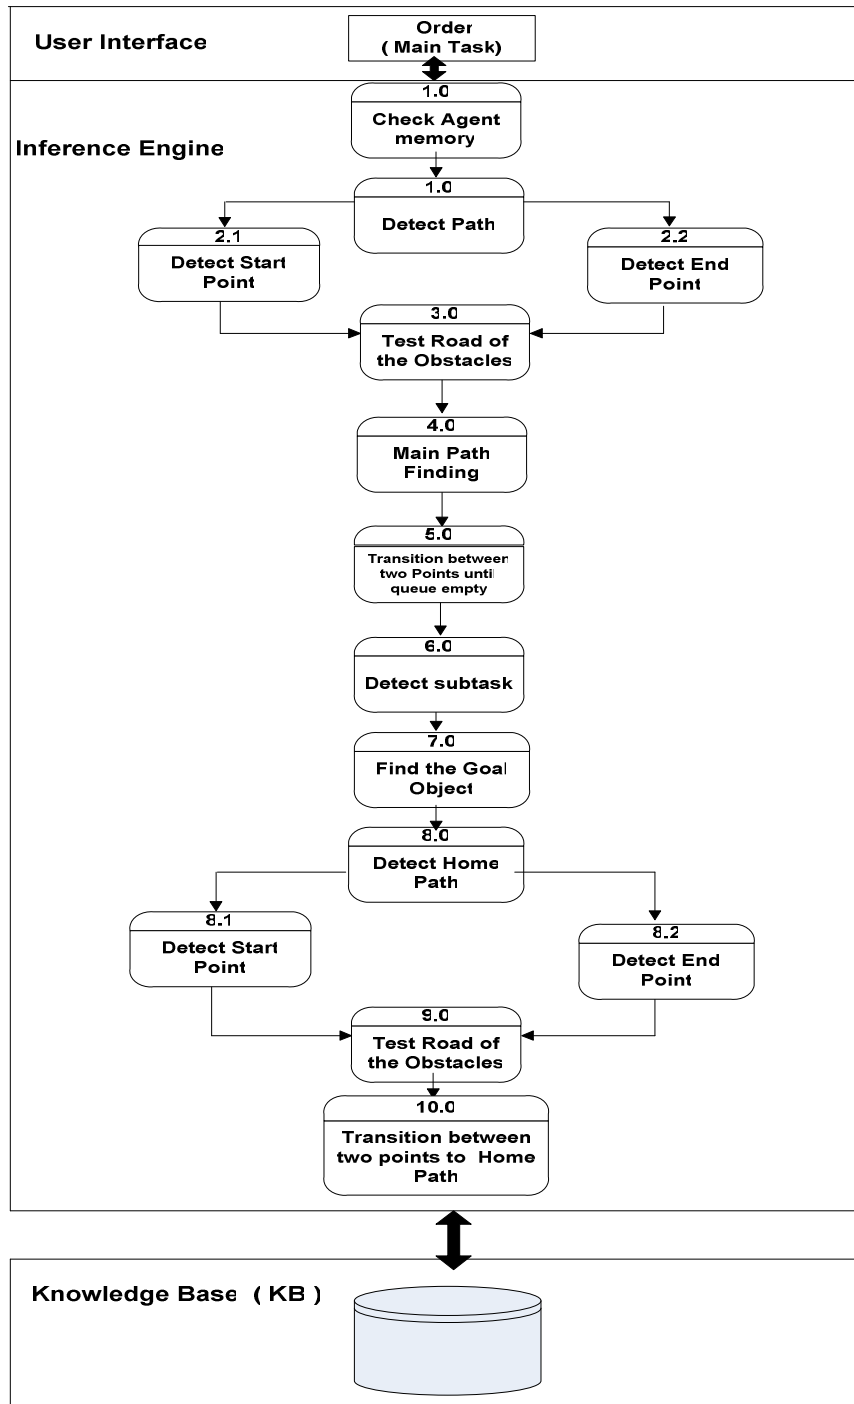 User Interface
Order
( Main Task)
Inference Engine
1.0
Check Agent
memory
1.0
Detect Path
2.1
Detect Start
Point
2.2
Detect End
Point
3.0
Test Road of
the Obstacles
4.0
Main Path
Finding
5.0
Transition between
two Points until
queue empty
6.0
Detect subtask
7.0
Find the Goal
Object
8.0
Detect Home
Path
8.1
Detect Start
Point
8.2
Detect End
Point
9.0
Test Road of
the Obstacles
10.0
Transition between
two points to Home
Path
Knowledge Base ( KB )